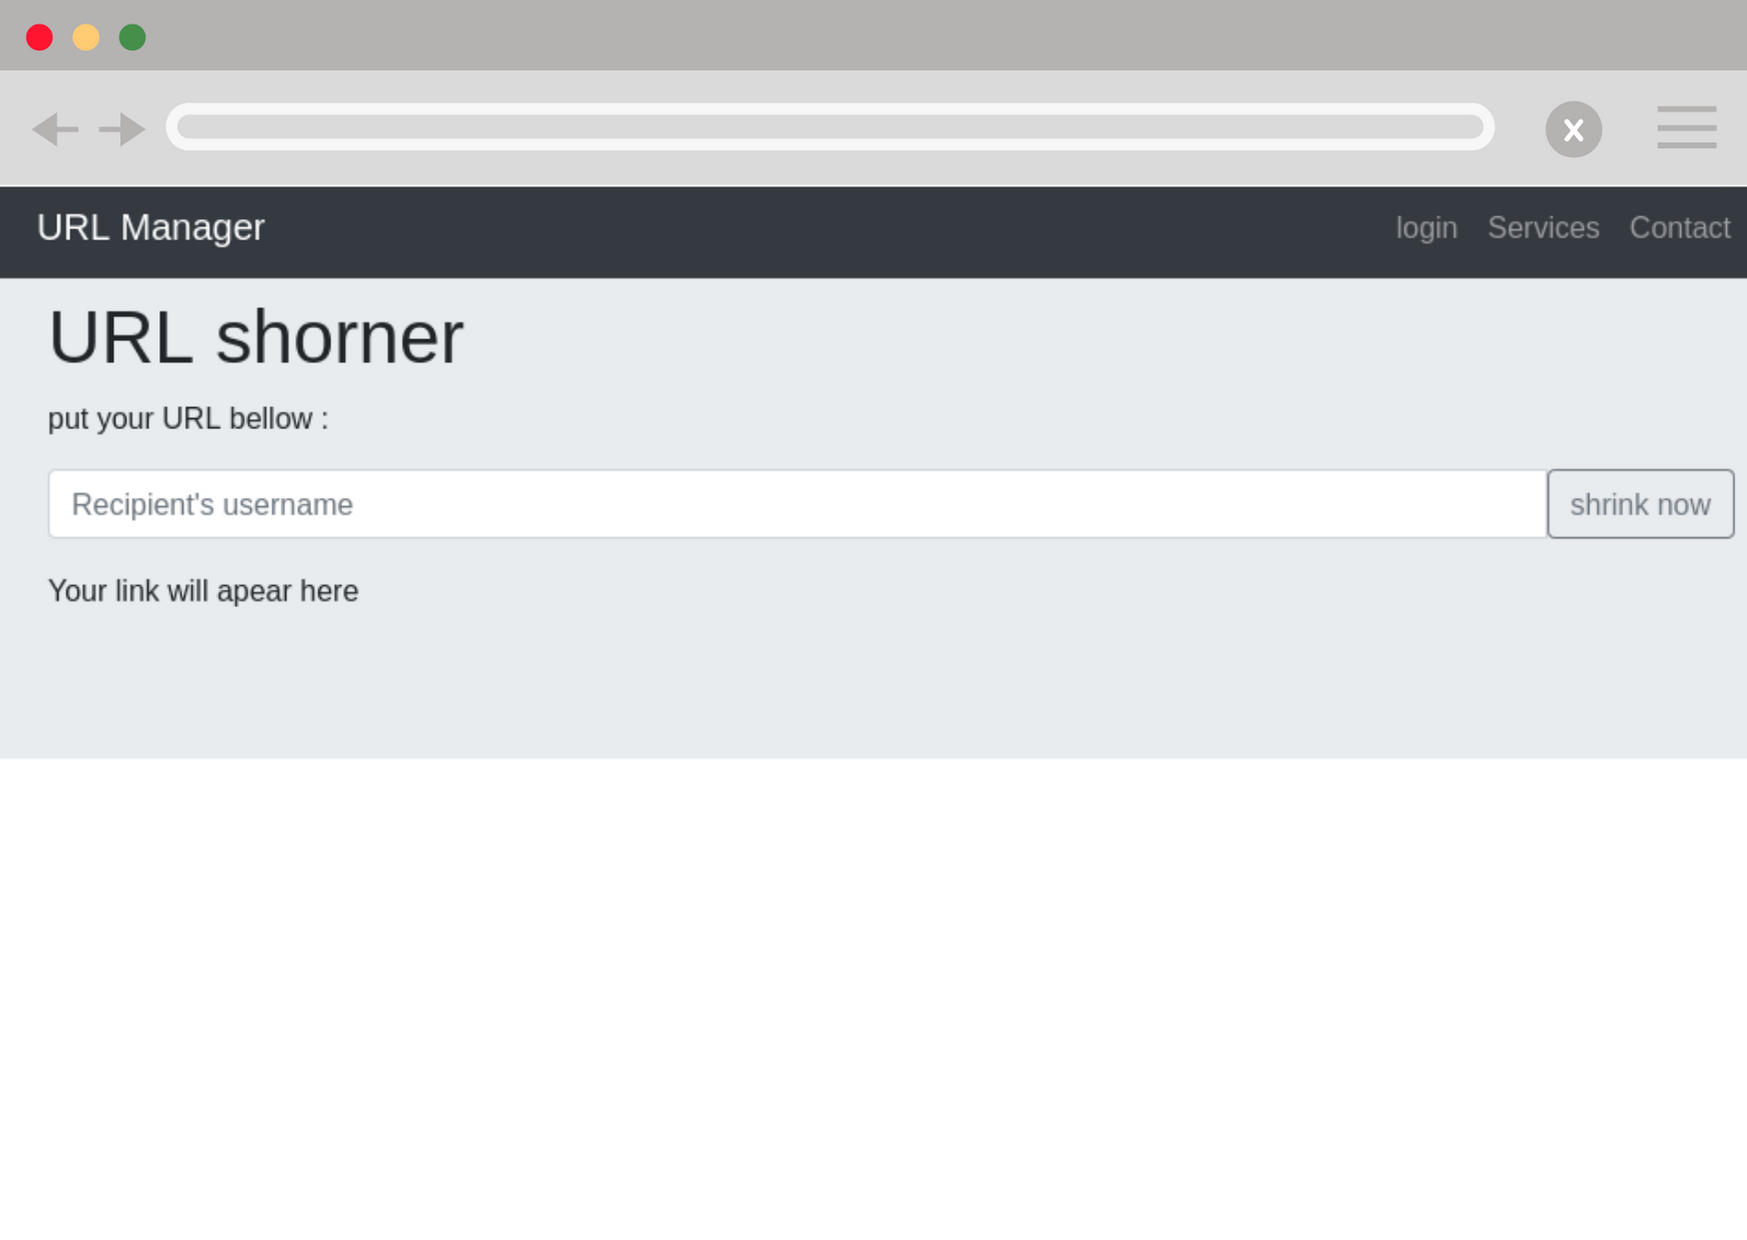 URL Manager login Services Contact
URL shorner
put your URL bellow :
Recipient's username shrink now
Your link will apear here